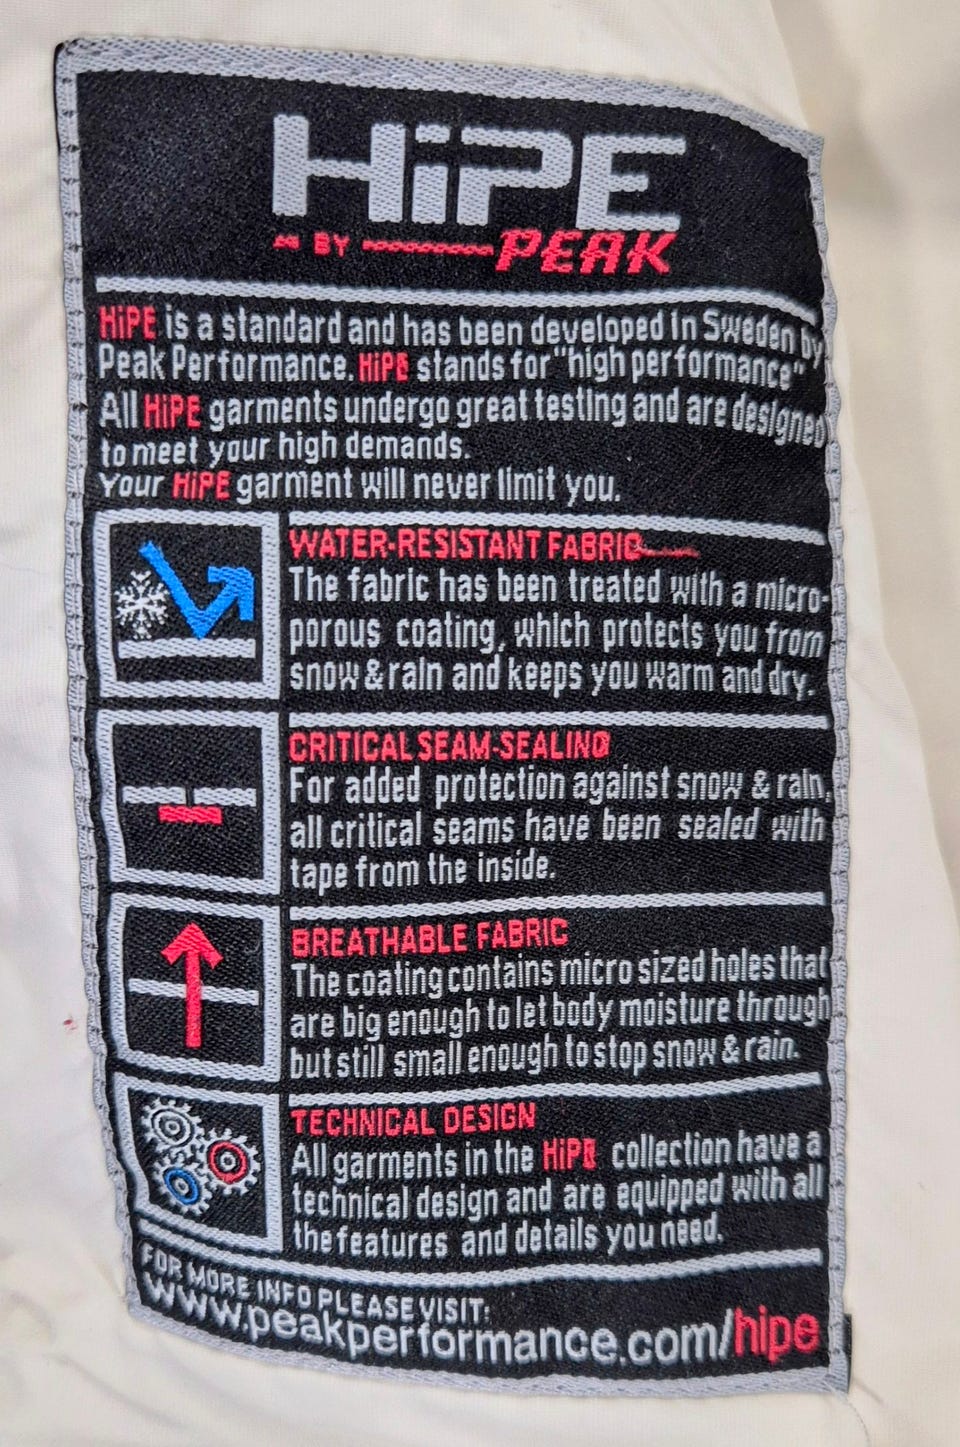 HiPE
BY PEAK
HiPE is a standard and has been developed in Sweden by
Peak Performance. HiPE stands for "high performance"
All HiPE garments undergo great testing and are designed
to meet your high demands.
Your HiPE garment will never limit you.
WATER-RESISTANT FABRIC
The fabric has been treated with a micro-
porous coating, which protects you from
snow & rain and keeps you warm and dry.
CRITICAL SEAM-SEALING
For added protection against snow & rain,
all critical seams have been sealed with
tape from the inside.
BREATHABLE FABRIC
The coating contains micro sized holes that
are big enough to let body moisture through
but still small enough to stop snow & rain.
TECHNICAL DESIGN
All garments in the HiPE collection have a
technical design and are equipped with all
the features and details you need.
FOR MORE INFO PLEASE VISIT:
www.peakperformance.com/hipe